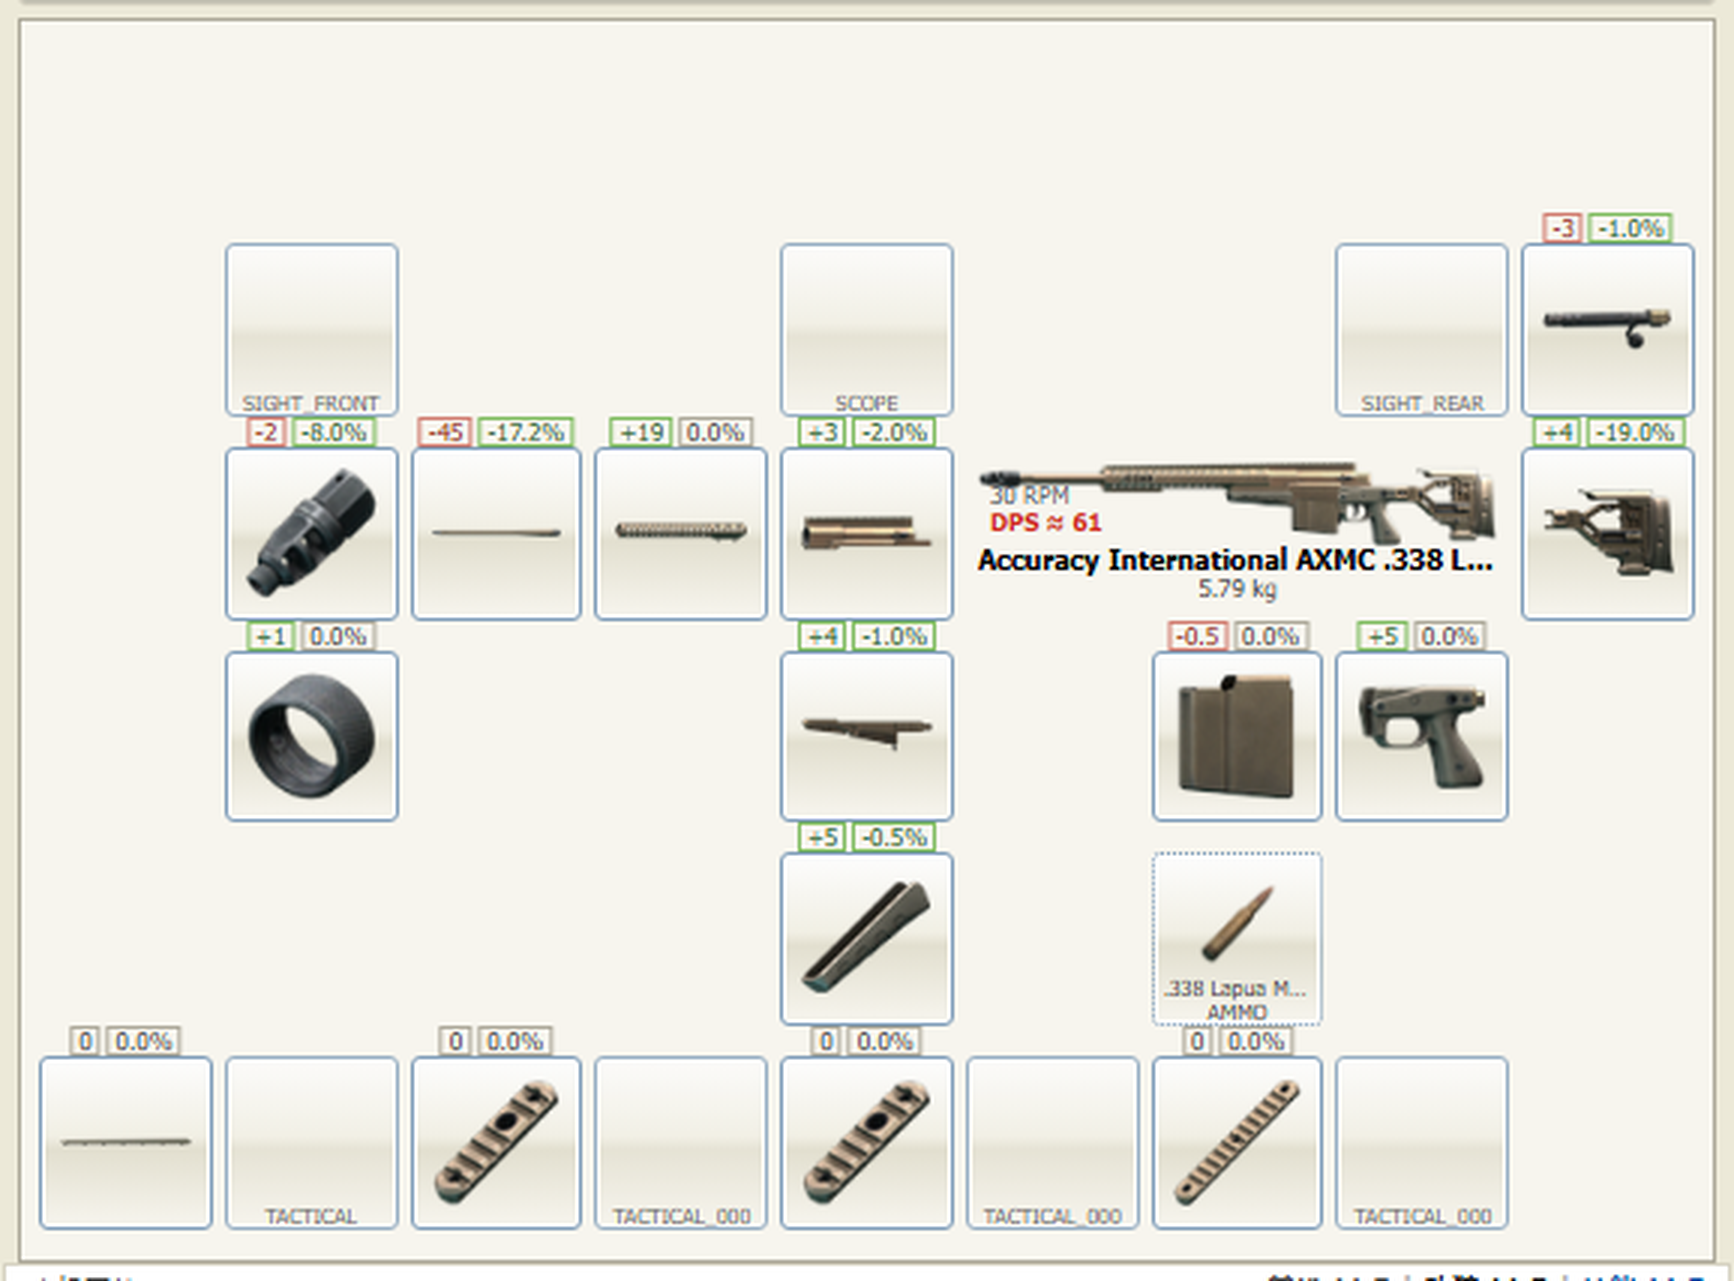 -3 -1.0%
SIGHT_FRONT
SCOPE
SIGHT_REAR
-2 -8.0%
-45 -17.2%
+19 0.0%
+3 -2.0%
+4 -19.0%
30 RPM
DPS ≈ 61
Accuracy International AXMC .338 L...
5.79 kg
+1 0.0%
+4 -1.0%
-0.5 0.0%
+5 0.0%
+5 -0.5%
.338 Lapua M...
AMMO
0 0.0%
0 0.0%
0 0.0%
0 0.0%
TACTICAL
TACTICAL_000
TACTICAL_000
TACTICAL_000